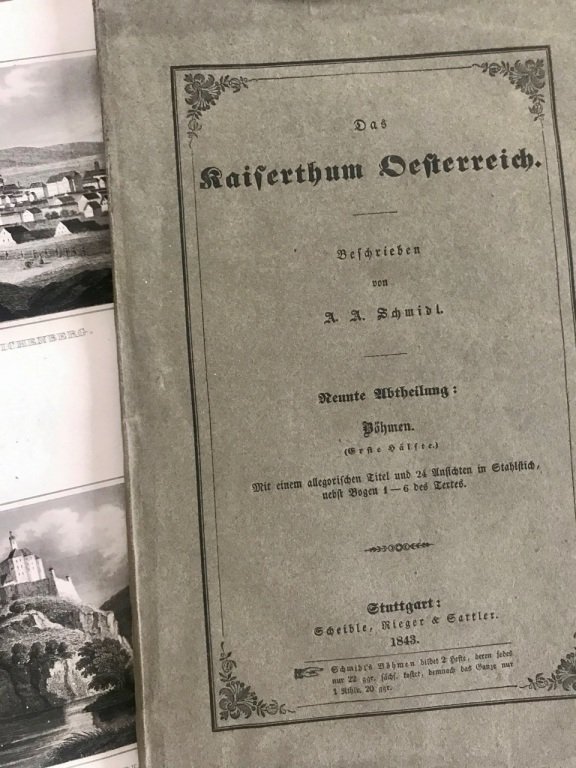 Das
Kaiserthum Oesterreich.
Beschrieben
von
A. A. Schmidl.
Neunte Abtheilung:
Böhmen.
(Erste Hälfte.)
Mit einem allegorischen Titel und 24 Ansichten in Stahlstich,
nebst Bogen 1—6 des Textes.
Stuttgart:
Scheible, Rieger & Sattler.
1843.
Schmidl's Böhmen bildet 2 Hefte, deren jedes
nur 22 ggr. sächs. kostet, demnach das Ganze nur
1 Rthlr. 20 ggr.
ICHENBERG.